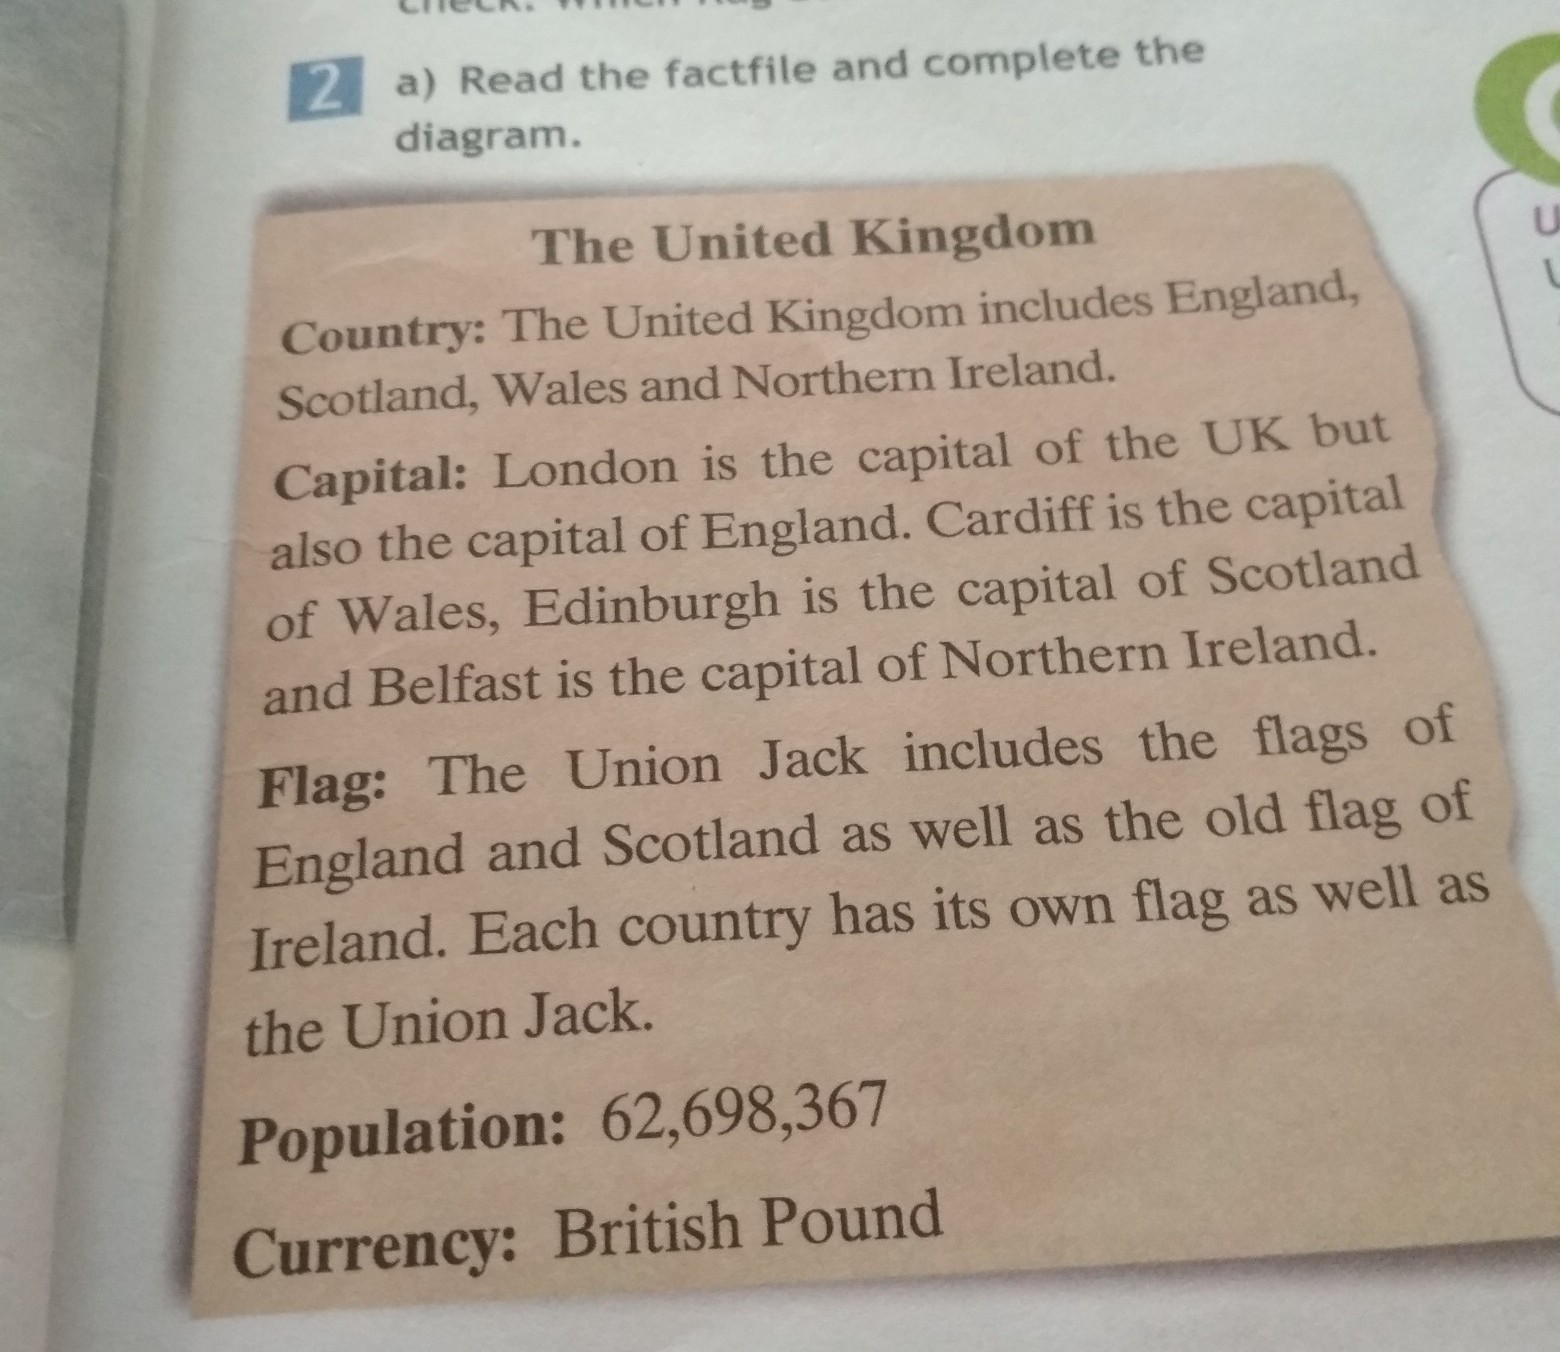 2 a) Read the factfile and complete the
diagram.
The United Kingdom
Country: The United Kingdom includes England,
Scotland, Wales and Northern Ireland.
Capital: London is the capital of the UK but
also the capital of England. Cardiff is the capital
of Wales, Edinburgh is the capital of Scotland
and Belfast is the capital of Northern Ireland.
Flag: The Union Jack includes the flags of
England and Scotland as well as the old flag of
Ireland. Each country has its own flag as well as
the Union Jack.
Population: 62,698,367
Currency: British Pound